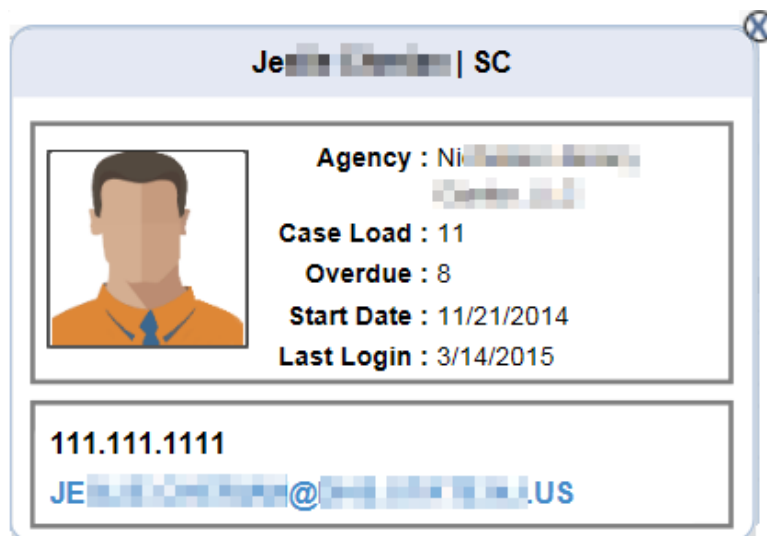 | SC
Agency :
Case Load : 11
Overdue : 8
Start Date : 11/21/2014
Last Login : 3/14/2015
111.111.1111